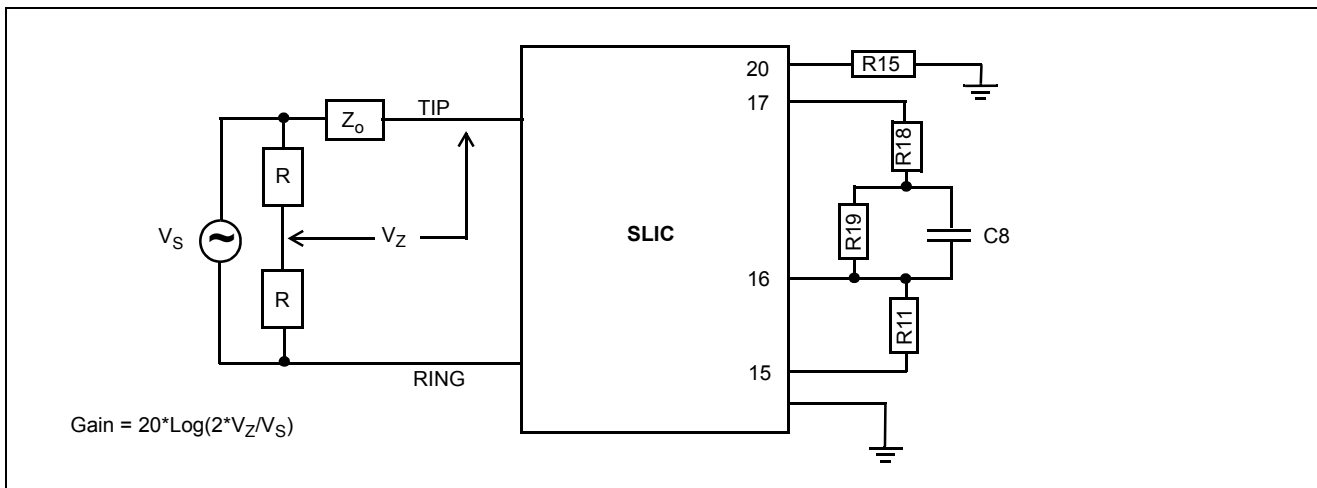 20
R15
TIP
17
Zo
R18
R
R19
C8
VS
~
VZ
SLIC
R
16
R11
RING
15
Gain = 20*Log(2*VZ/VS)